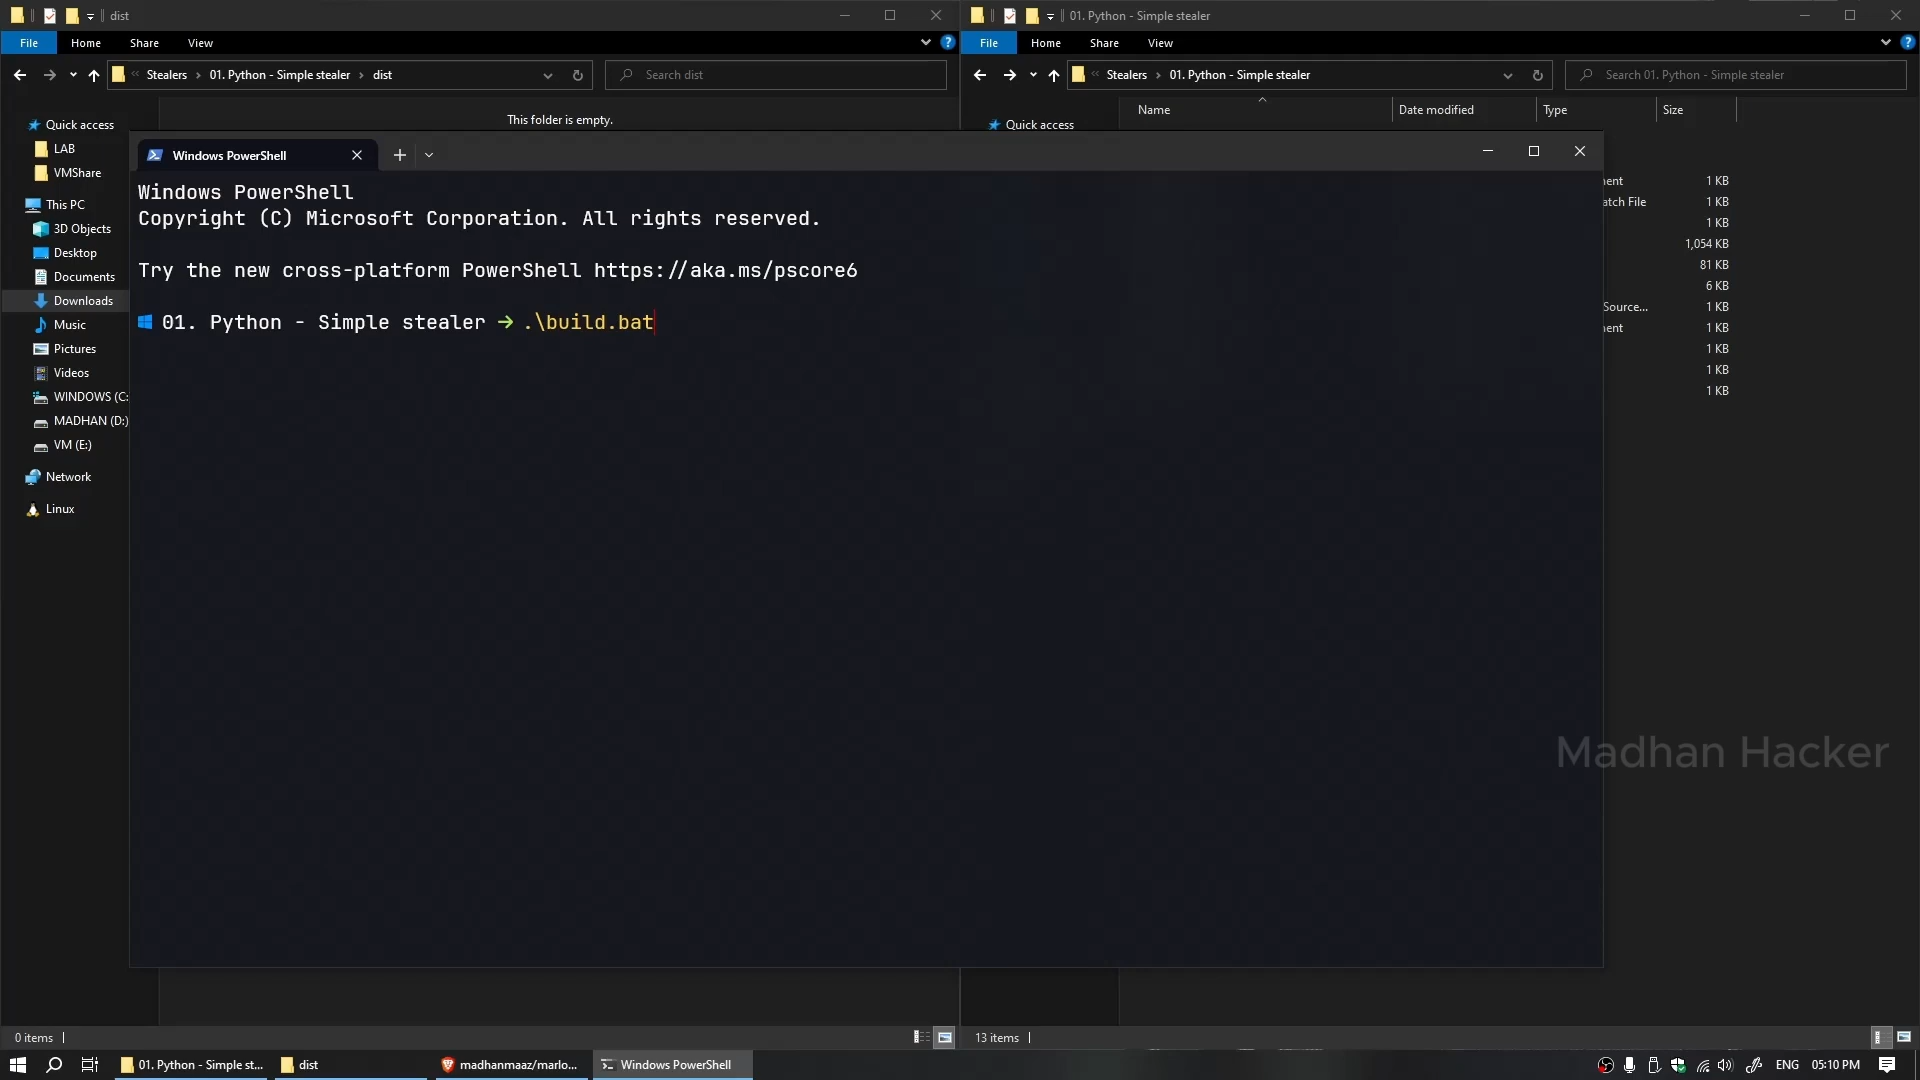 dist
File Home Share View
Stealers › 01. Python - Simple stealer › dist
Search dist
This folder is empty.
Quick access
LAB
VMShare
This PC
3D Objects
Desktop
Documents
Downloads
Music
Pictures
Videos
WINDOWS (C:
MADHAN (D:)
VM (E:)
Network
Linux
0 items
01. Python - Simple stealer
File Home Share View
Stealers › 01. Python - Simple stealer
Search 01. Python - Simple stealer
Name Date modified Type Size
Quick access
ment 1 KB
atch File 1 KB
1 KB
1,054 KB
81 KB
6 KB
Source... 1 KB
ment 1 KB
1 KB
1 KB
1 KB
13 items
Windows PowerShell
Windows PowerShell
Copyright (C) Microsoft Corporation. All rights reserved.
Try the new cross-platform PowerShell https://aka.ms/pscore6
01. Python - Simple stealer → .\build.bat
Madhan Hacker
01. Python - Simple st...
dist
madhanmaaz/marlo...
Windows PowerShell
ENG 05:10 PM